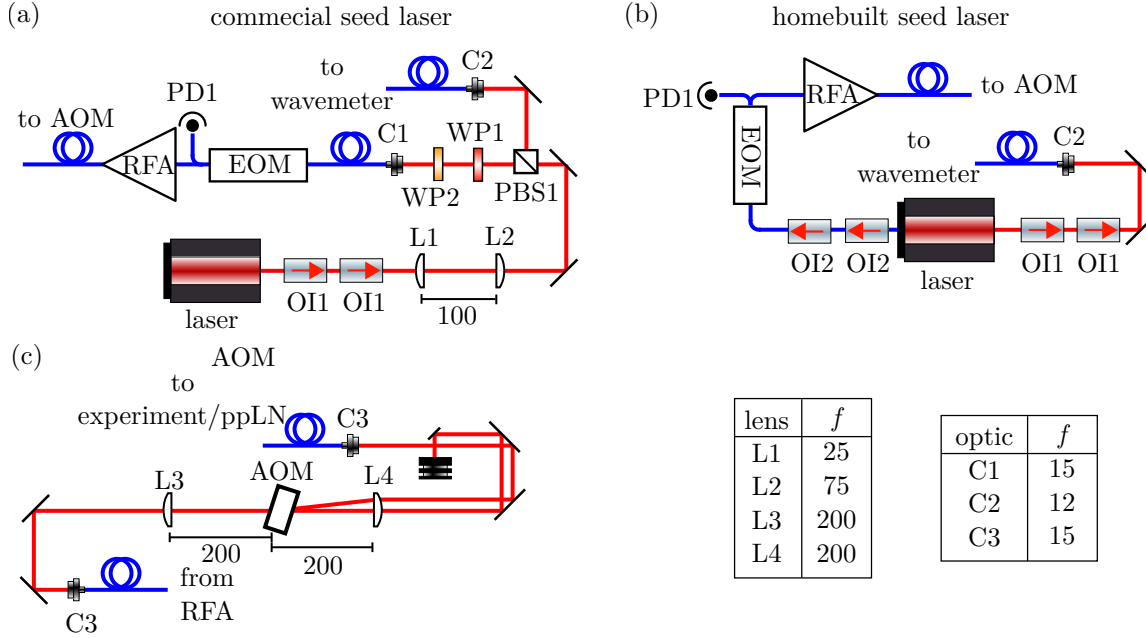 (a)
commecial seed laser
to
wavemeter
C2
PD1
to AOM
RFA
EOM
C1
WP1
WP2
PBS1
L1
L2
OI1
OI1
laser
100
(b)
homebuilt seed laser
PD1
RFA
to AOM
EOM
to
wavemeter
C2
OI2
OI2
OI1
OI1
laser
(c)
AOM
to
experiment/ppLN
C3
AOM
L3
L4
200
200
from
RFA
C3
lens f
L1 25
L2 75
L3 200
L4 200
optic f
C1 15
C2 12
C3 15